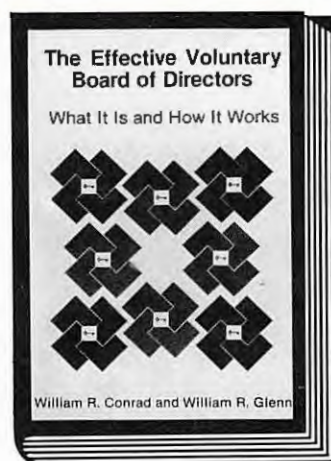 The Effective Voluntary
Board of Directors
What It Is and How It Works
William R. Conrad and William R. Glenn